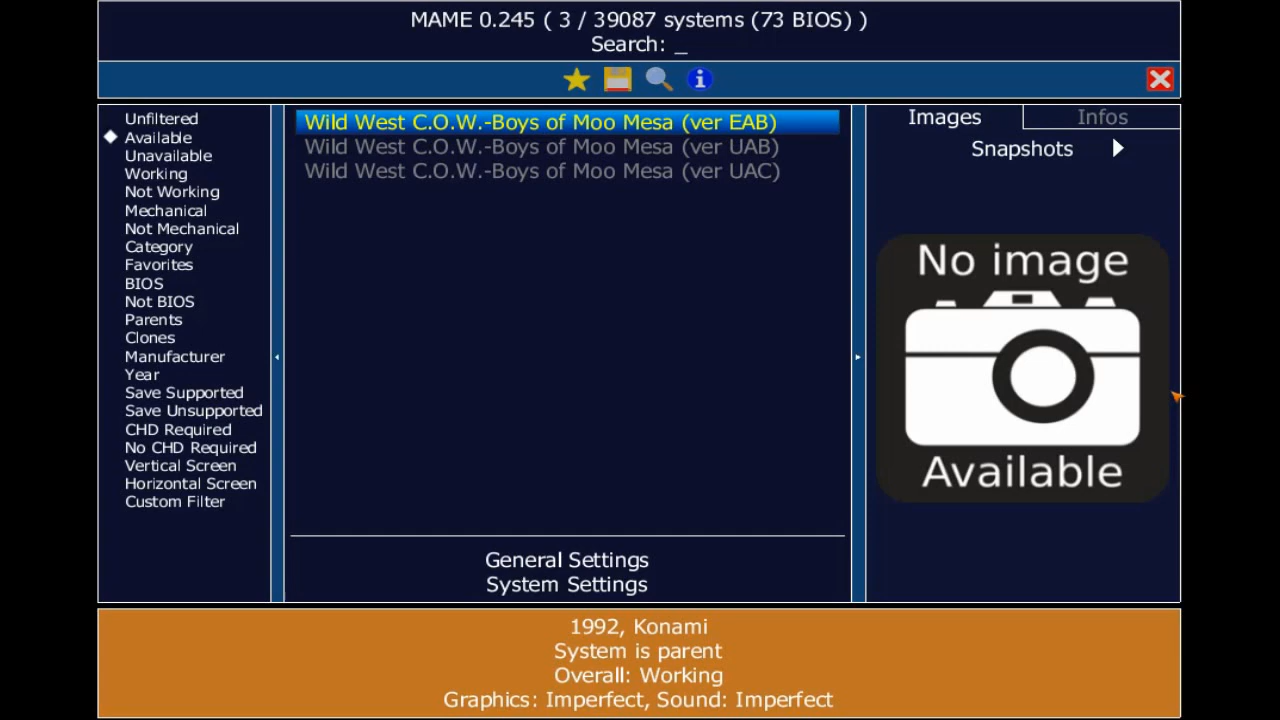 MAME 0.245 ( 3 / 39087 systems (73 BIOS) )
Search: _
Unfiltered
Available
Unavailable
Working
Not Working
Mechanical
Not Mechanical
Category
Favorites
BIOS
Not BIOS
Parents
Clones
Manufacturer
Year
Save Supported
Save Unsupported
CHD Required
No CHD Required
Vertical Screen
Horizontal Screen
Custom Filter
Wild West C.O.W.-Boys of Moo Mesa (ver EAB)
Wild West C.O.W.-Boys of Moo Mesa (ver UAB)
Wild West C.O.W.-Boys of Moo Mesa (ver UAC)
General Settings
System Settings
Images
Infos
Snapshots
No image
Available
1992, Konami
System is parent
Overall: Working
Graphics: Imperfect, Sound: Imperfect